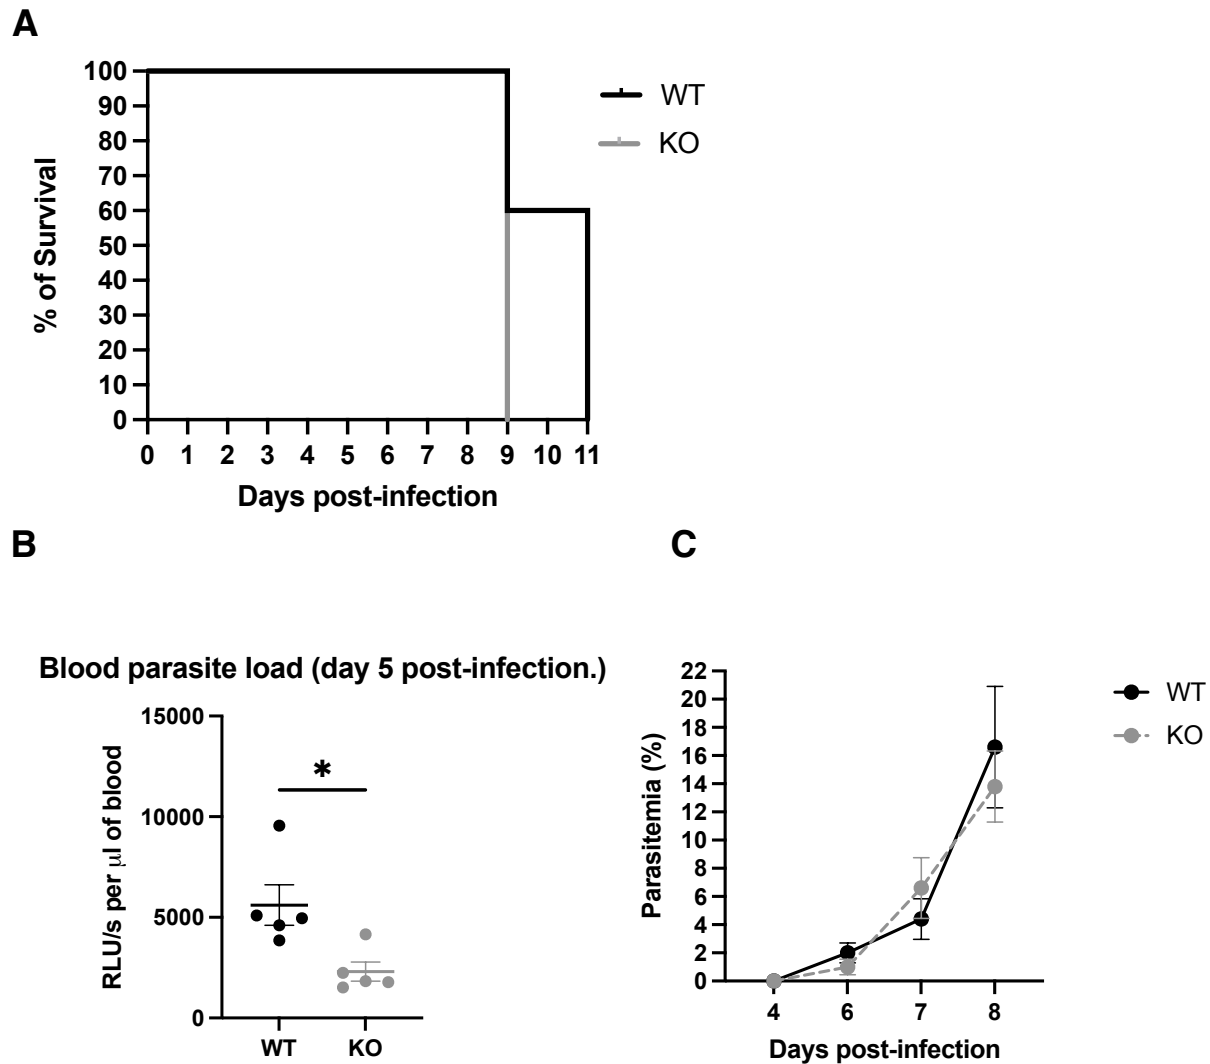 A
100
90
80
70
60
50
40
30
20
10
0
% of Survival
0 1 2 3 4 5 6 7 8 9 10 11
Days post-infection
WT
KO
B
Blood parasite load (day 5 post-infection.)
15000
10000
5000
0
RLU/s per μl of blood
*
WT KO
C
22
20
18
16
14
12
10
8
6
4
2
0
Parasitemia (%)
4 6 7 8
Days post-infection
WT
KO